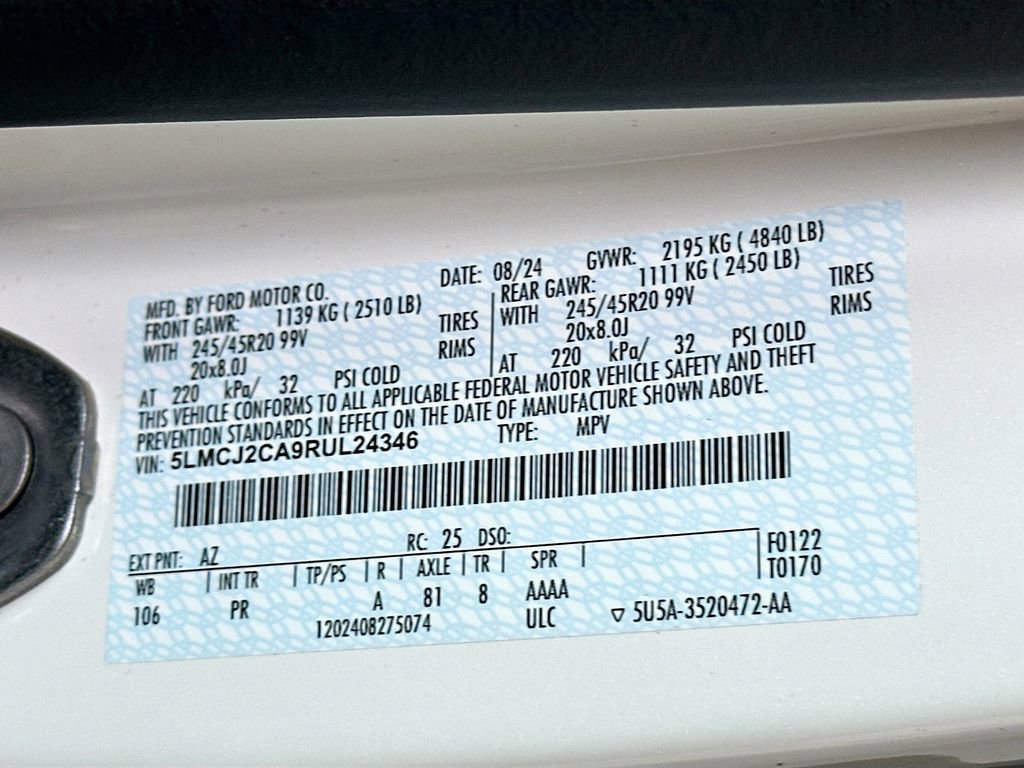 MFD. BY FORD MOTOR CO. DATE: 08/24 GVWR: 2195 KG ( 4840 LB)
FRONT GAWR: 1139 KG ( 2510 LB) REAR GAWR: 1111 KG ( 2450 LB)
WITH 245/45R20 99V TIRES WITH 245/45R20 99V TIRES
20x8.0J RIMS 20x8.0J RIMS
AT 220 kPa/ 32 PSI COLD AT 220 kPa/ 32 PSI COLD
THIS VEHICLE CONFORMS TO ALL APPLICABLE FEDERAL MOTOR VEHICLE SAFETY AND THEFT
PREVENTION STANDARDS IN EFFECT ON THE DATE OF MANUFACTURE SHOWN ABOVE.
VIN: 5LMCJ2CA9RUL24346 TYPE: MPV
EXT PNT: AZ RC: 25 DSO:
WB | INT TR | TP/PS | R | AXLE | TR | SPR | F0122
106 PR A 81 8 AAAA T0170
1202408275074 ULC ▽ 5U5A-3520472-AA